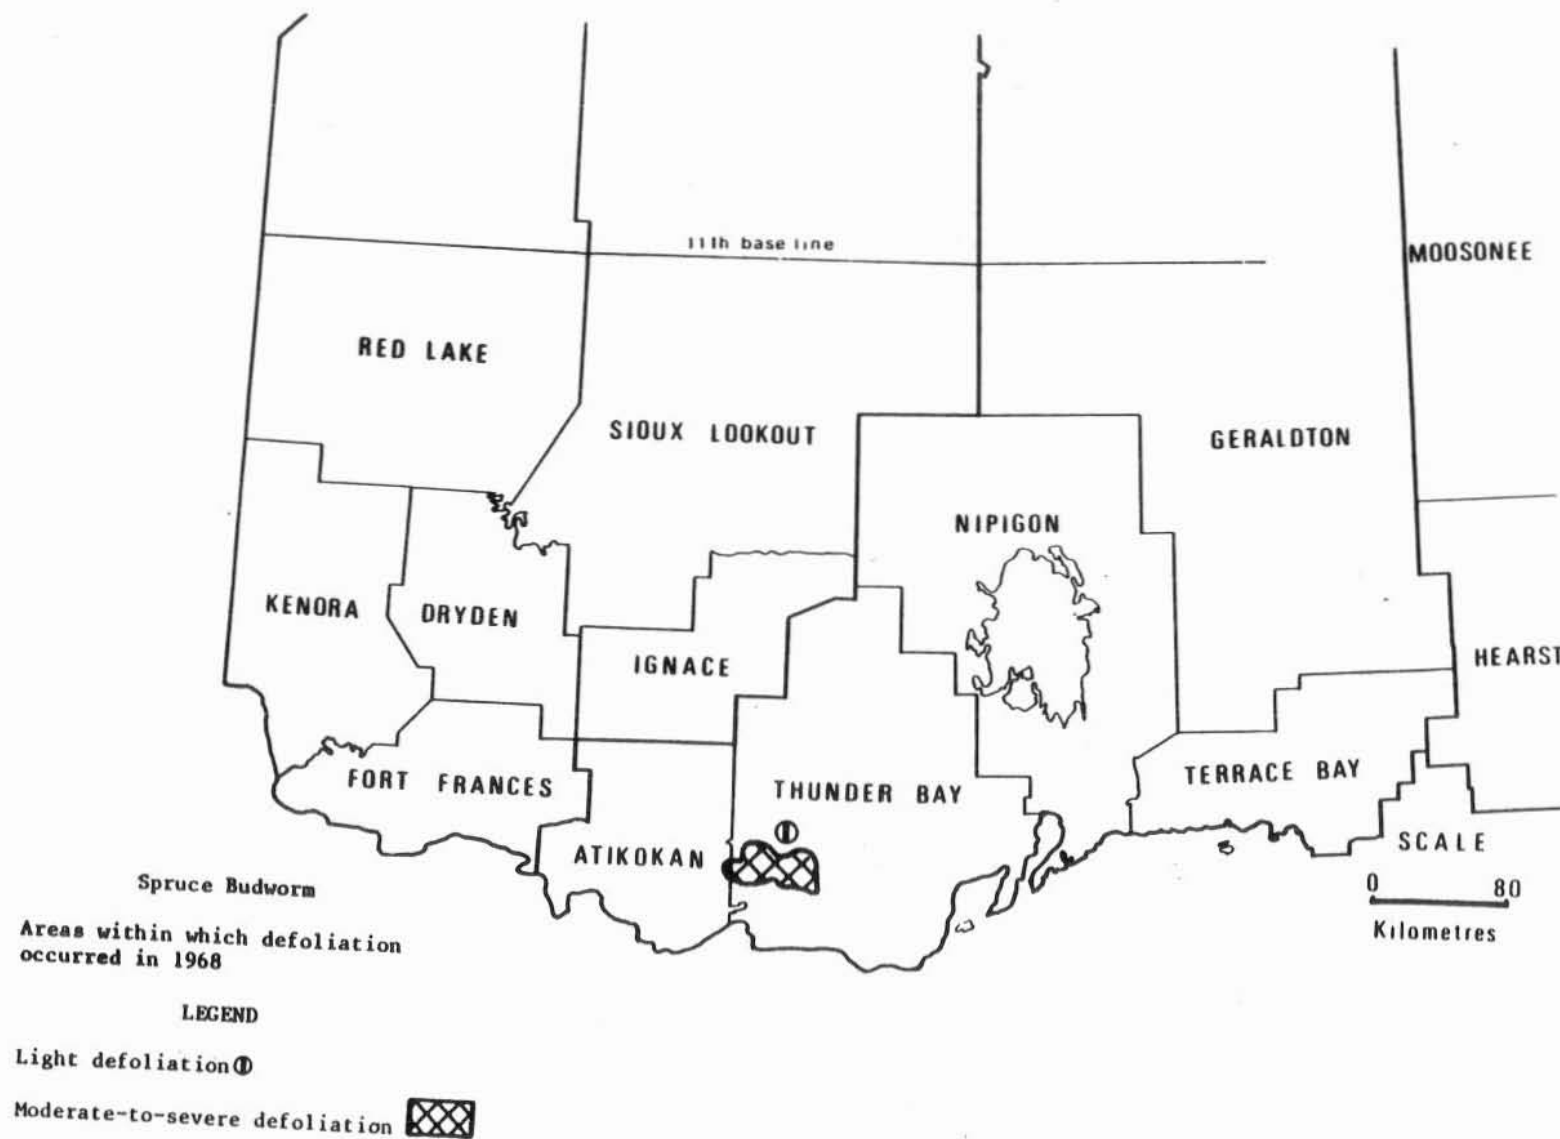 11th base line
MOOSONEE
RED LAKE
SIOUX LOOKOUT
GERALDTON
NIPIGON
KENORA
DRYDEN
IGNACE
HEARST
FORT FRANCES
THUNDER BAY
TERRACE BAY
ATIKOKAN
SCALE
0 80
Kilometres
Spruce Budworm
Areas within which defoliation
occurred in 1968
LEGEND
Light defoliation
Moderate-to-severe defoliation